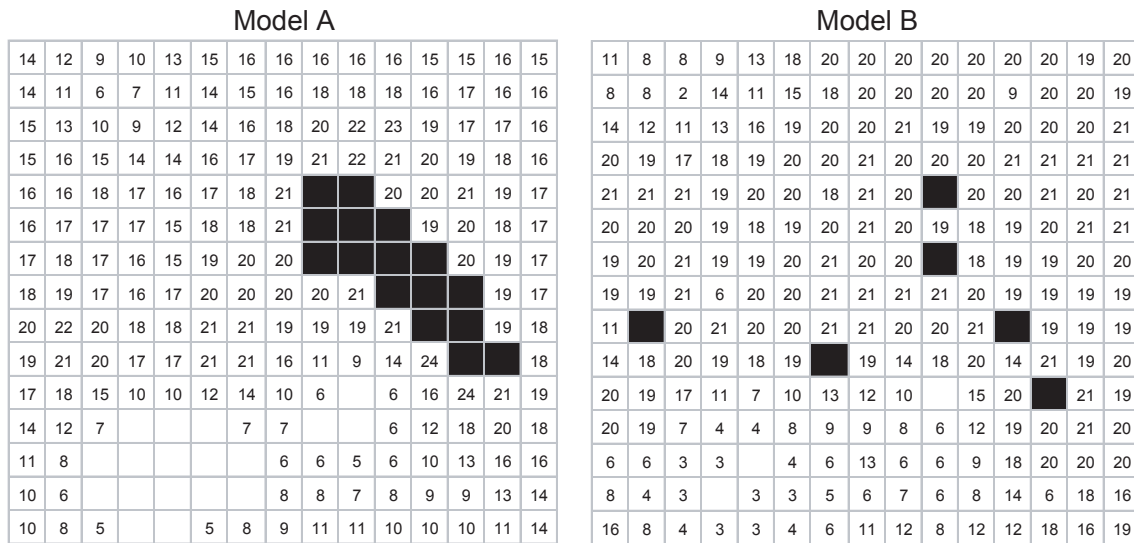 Model A
14 12 9 10 13 15 16 16 16 16 16 15 15 16 15
14 11 6 7 11 14 15 16 18 18 18 16 17 16 16
15 13 10 9 12 14 16 18 20 22 23 19 17 17 16
15 16 15 14 14 16 17 19 21 22 21 20 19 18 16
16 16 18 17 16 17 18 21 20 20 21 19 17
16 17 17 17 15 18 18 21 19 20 18 17
17 18 17 16 15 19 20 20 20 19 17
18 19 17 16 17 20 20 20 20 21 19 17
20 22 20 18 18 21 21 19 19 19 21 19 18
19 21 20 17 17 21 21 16 11 9 14 24 18
17 18 15 10 10 12 14 10 6 6 16 24 21 19
14 12 7 7 7 6 12 18 20 18
11 8 6 6 5 6 10 13 16 16
10 6 8 8 7 8 9 9 13 14
10 8 5 5 8 9 11 11 10 10 10 11 14
Model B
11 8 8 9 13 18 20 20 20 20 20 20 20 19 20
8 8 2 14 11 15 18 20 20 20 20 9 20 20 19
14 12 11 13 16 19 20 20 21 19 19 20 20 20 21
20 19 17 18 19 20 20 21 20 20 20 21 21 21 21
21 21 21 19 20 20 18 21 20 20 20 21 20 21
20 20 20 19 18 19 20 21 20 19 18 19 20 21 21
19 20 21 19 19 20 21 20 20 18 19 19 20 20
19 19 21 6 20 20 21 21 21 21 20 19 19 19 19
11 20 21 20 20 21 21 20 20 21 19 19 19
14 18 20 19 18 19 19 14 18 20 14 21 19 20
20 19 17 11 7 10 13 12 10 15 20 21 19
20 19 7 4 4 8 9 9 8 6 12 19 20 21 20
6 6 3 3 4 6 13 6 6 9 18 20 20 20
8 4 3 3 3 5 6 7 6 8 14 6 18 16
16 8 4 3 3 4 6 11 12 8 12 12 18 16 19